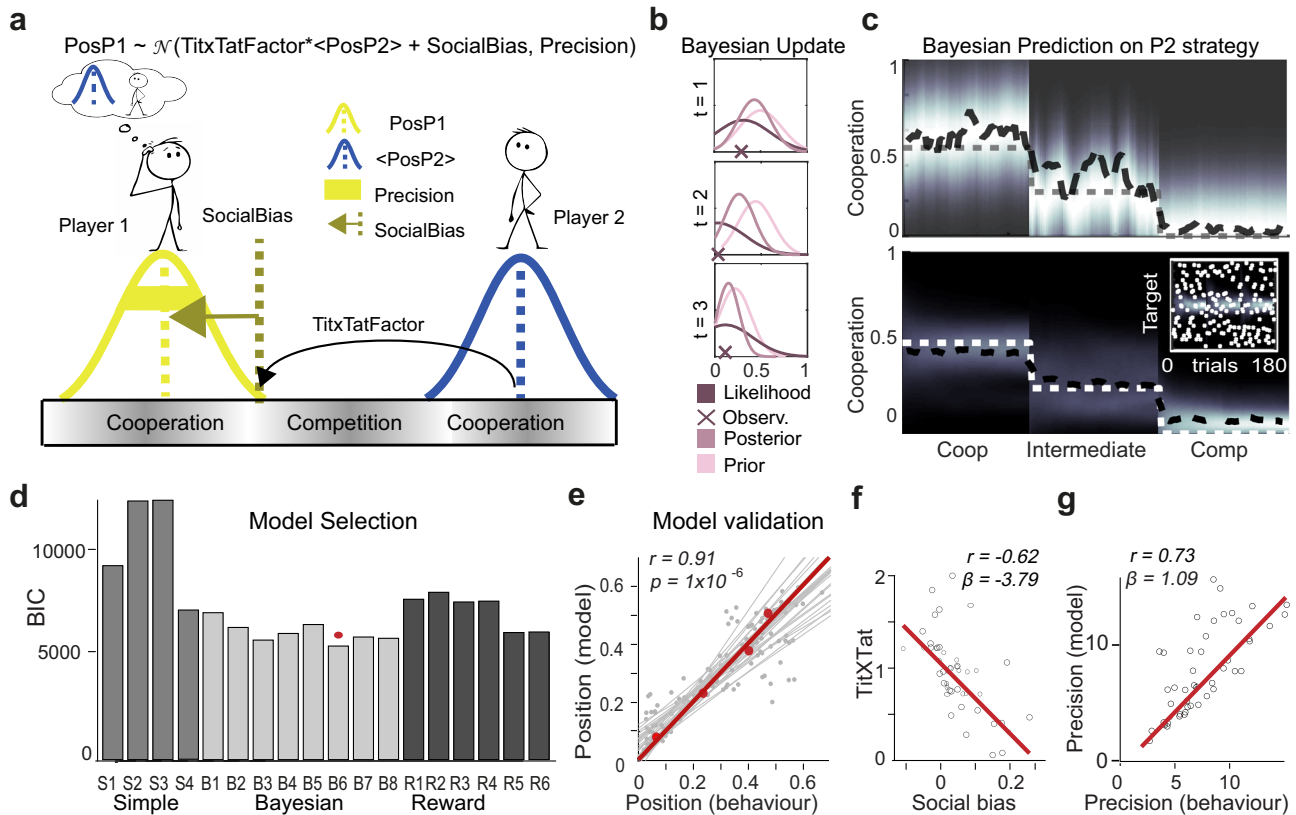 a
PosP1 ~ 𝒩(TitxTatFactor*<PosP2> + SocialBias, Precision)
PosP1
<PosP2>
Precision
SocialBias
Player 1
SocialBias
Player 2
TitxTatFactor
Cooperation
Competition
Cooperation
b
Bayesian Update
t = 1
t = 2
t = 3
0 0.5 1
Likelihood
Observ.
Posterior
Prior
c
Bayesian Prediction on P2 strategy
Cooperation
1
0.5
0
Cooperation
1
0.5
0
Target
0 trials 180
Coop Intermediate Comp
d
Model Selection
BIC
10000
5000
0
S1 S2 S3 S4 B1 B2 B3 B4 B5 B6 B7 B8 R1 R2 R3 R4 R5 R6
Simple Bayesian Reward
e
Model validation
r = 0.91
p = 1x10 -6
Position (model)
0.6
0.4
0.2
0
0 0.2 0.4 0.6
Position (behaviour)
f
r = -0.62
β = -3.79
TitXTat
2
1
0
0 0.2
Social bias
g
r = 0.73
β = 1.09
Precision (model)
10
0
0 5 10
Precision (behaviour)